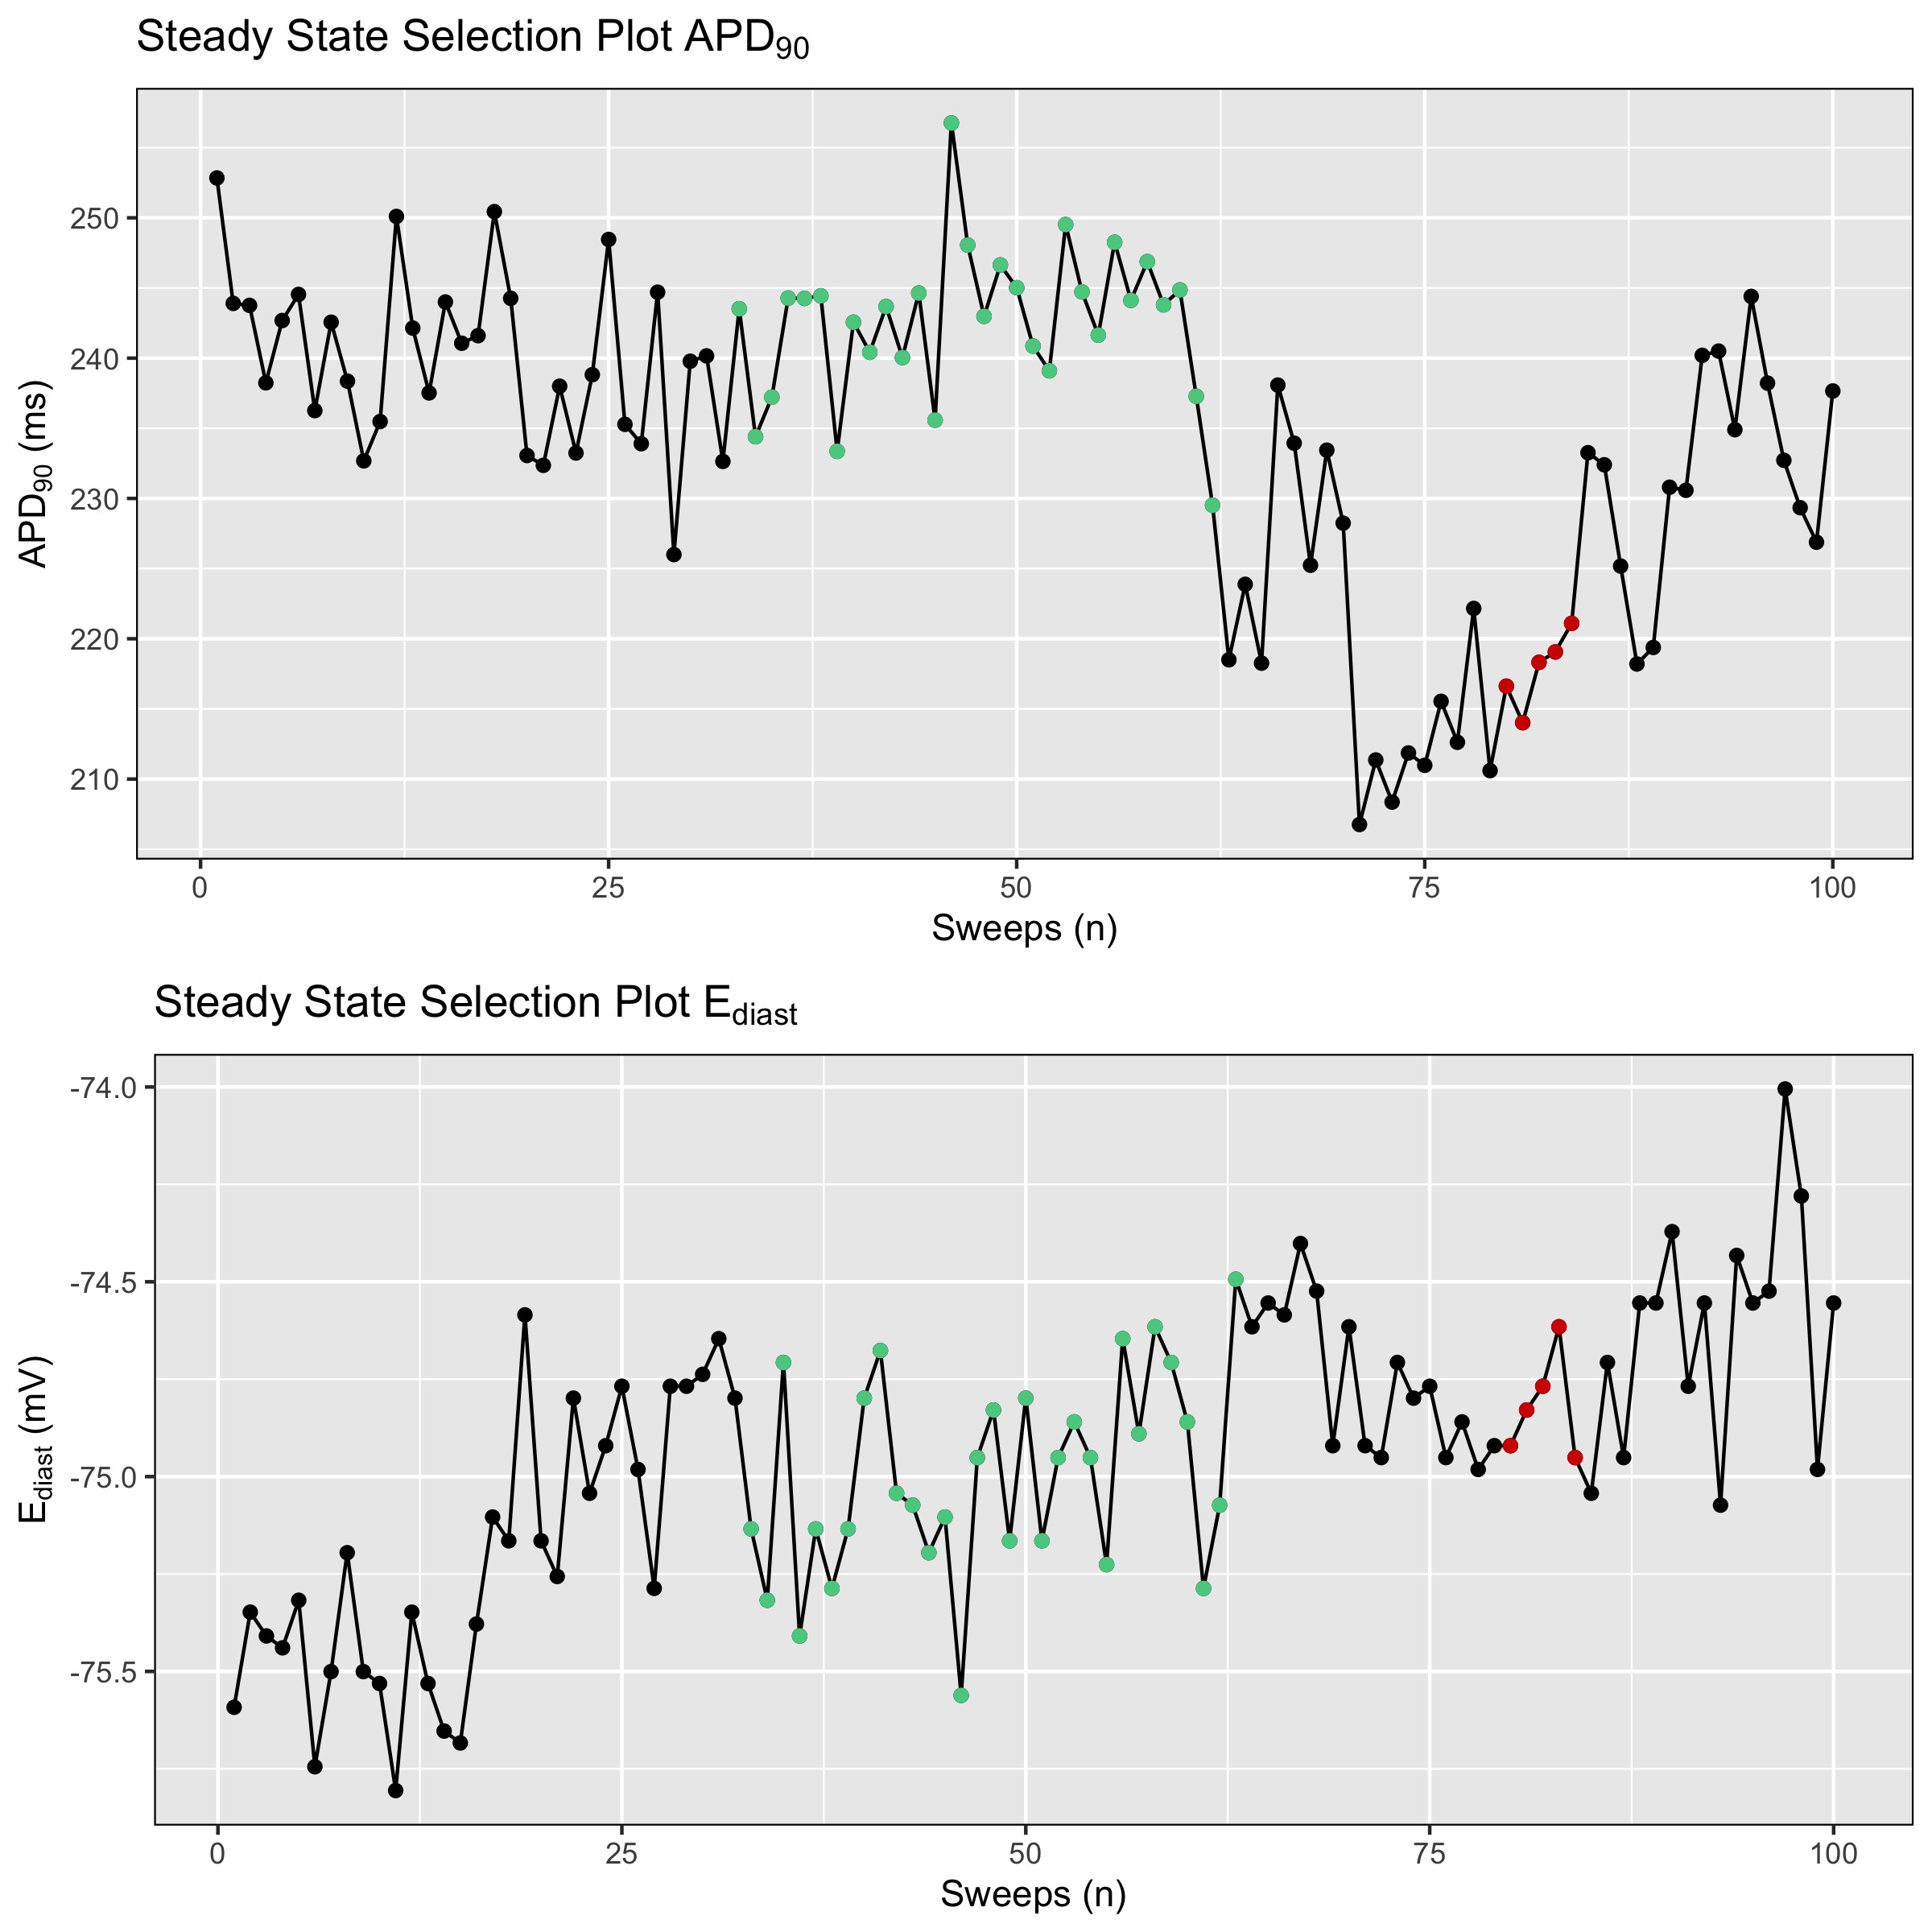 Steady State Selection Plot APD90
250
240
230
220
210
APD90 (ms)
0 25 50 75 100
Sweeps (n)
Steady State Selection Plot Ediast
-74.0
-74.5
-75.0
-75.5
Ediast (mV)
0 25 50 75 100
Sweeps (n)